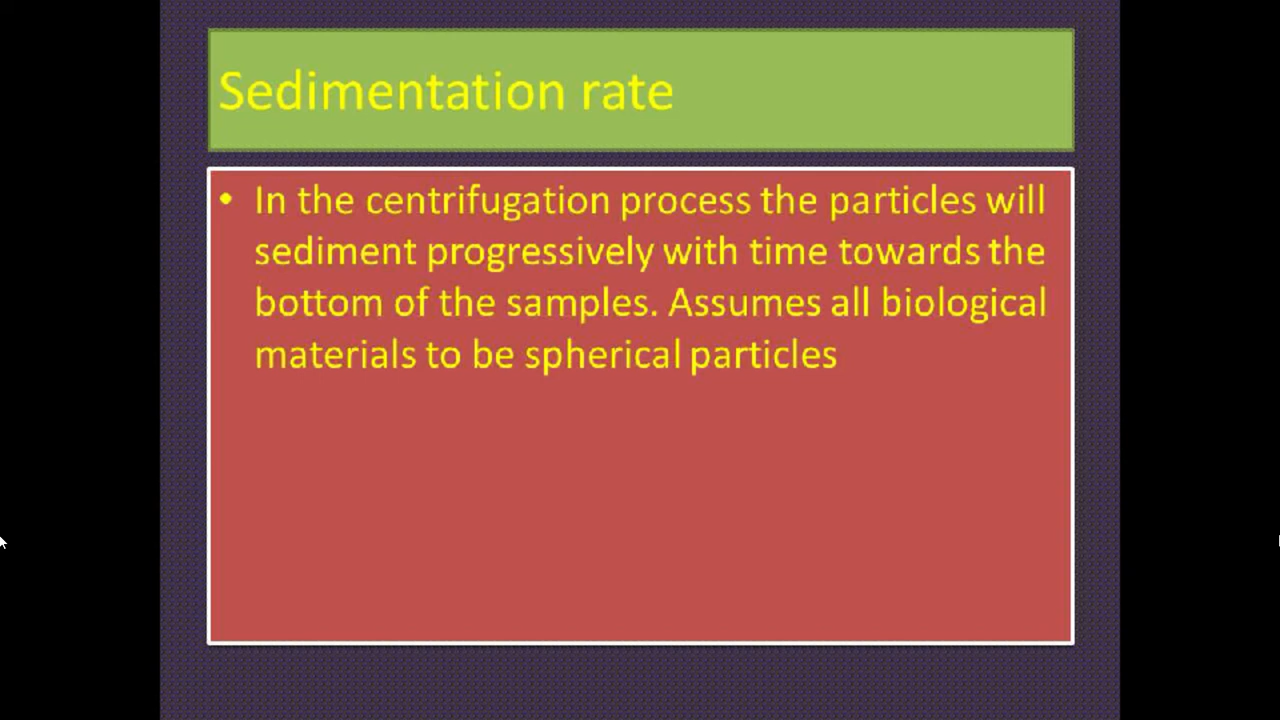 Sedimentation rate
• In the centrifugation process the particles will
sediment progressively with time towards the
bottom of the samples. Assumes all biological
materials to be spherical particles